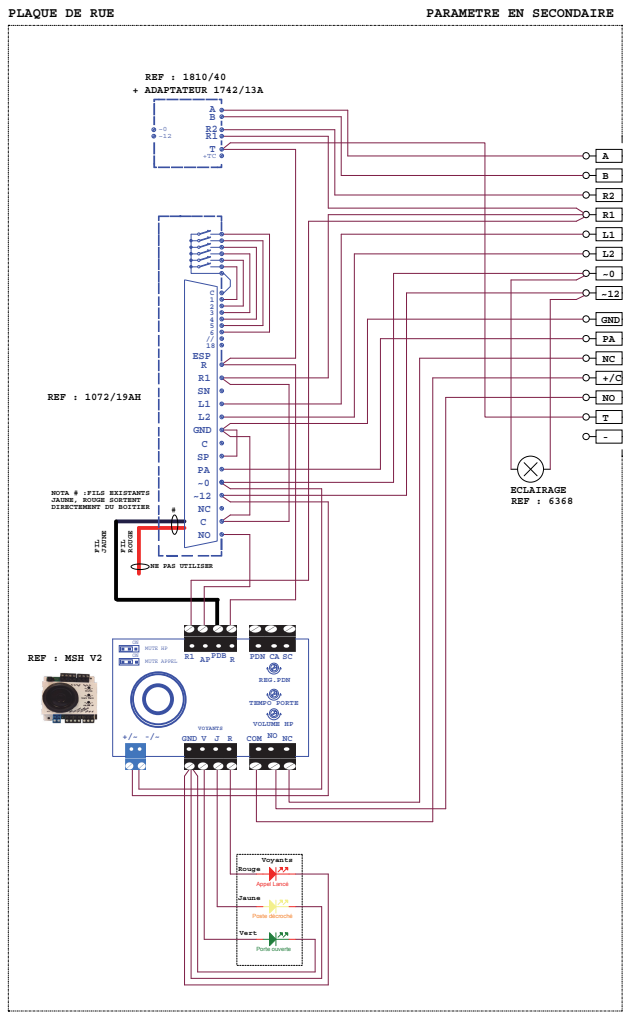 PLAQUE DE RUE
PARAMETRE EN SECONDAIRE
REF : 1810/40
+ ADAPTATEUR 1742/13A
A
B
R2
R1
T
+TC
~0
~12
A
B
R2
R1
L1
L2
~0
~12
GND
PA
NC
+/C
NO
T
-
C
1
2
3
4
5
6
//
18
ESP
R
R1
SN
L1
L2
GND
C
SP
PA
~0
~12
NC
C
NO
REF : 1072/19AH
NOTA # :FILS EXISTANTS
JAUNE, ROUGE SORTENT
DIRECTEMENT DU BOITIER
#
FIL
JAUNE
FIL
ROUGE
NE PAS UTILISER
ECLAIRAGE
REF : 6368
REF : MSH V2
ON
MUTE HP
ON
MUTE APPEL
R1 AP PDB R
PDN CA SC
REG.PDN
TEMPO PORTE
VOLUME HP
VOYANTS
+/- -/-
GND V J R
COM NO NC
Voyants
Rouge
Appel Lancé
Jaune
Poste décroché
Vert
Porte ouverte